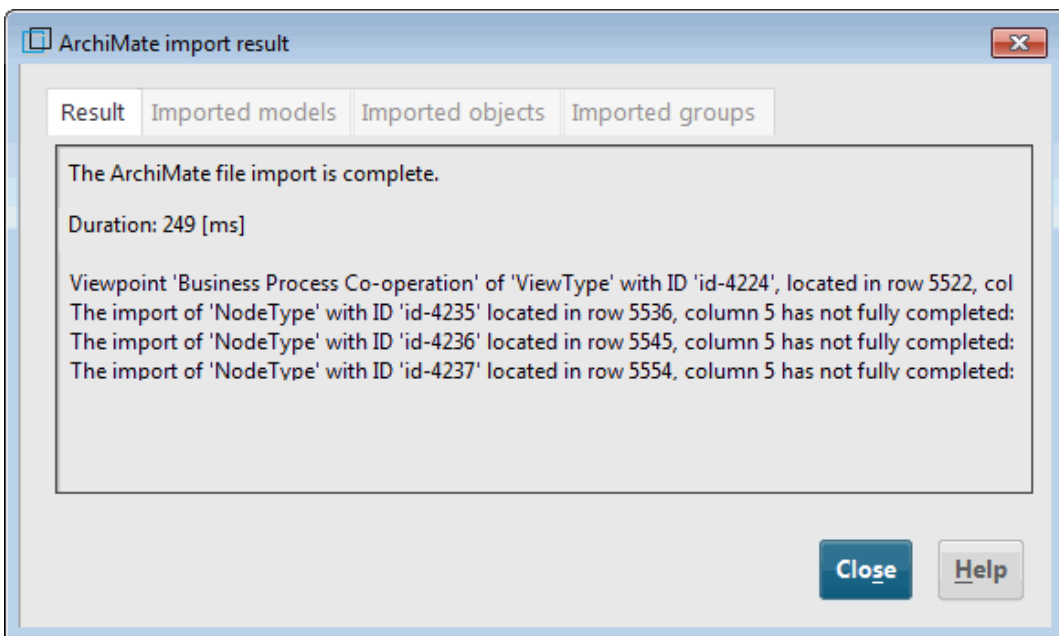 ArchiMate import result
Result Imported models Imported objects Imported groups
The ArchiMate file import is complete.
Duration: 249 [ms]
Viewpoint 'Business Process Co-operation' of 'ViewType' with ID 'id-4224', located in row 5522, col
The import of 'NodeType' with ID 'id-4235' located in row 5536, column 5 has not fully completed:
The import of 'NodeType' with ID 'id-4236' located in row 5545, column 5 has not fully completed:
The import of 'NodeType' with ID 'id-4237' located in row 5554, column 5 has not fully completed:
Close Help